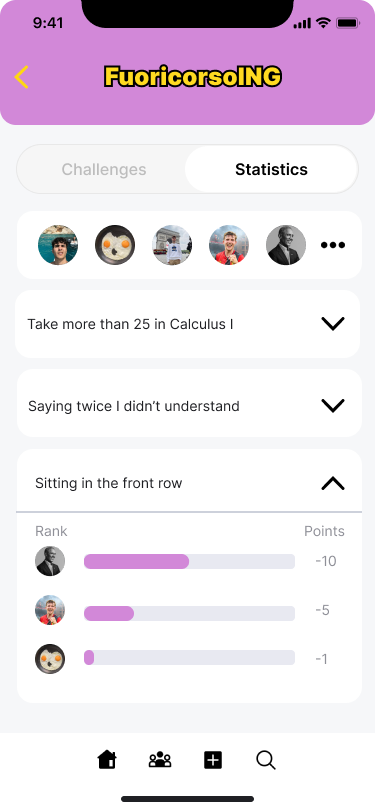 9:41
FuoricorsoING
Challenges
Statistics
Take more than 25 in Calculus I
Saying twice I didn’t understand
Sitting in the front row
Rank
Points
-10
-5
-1